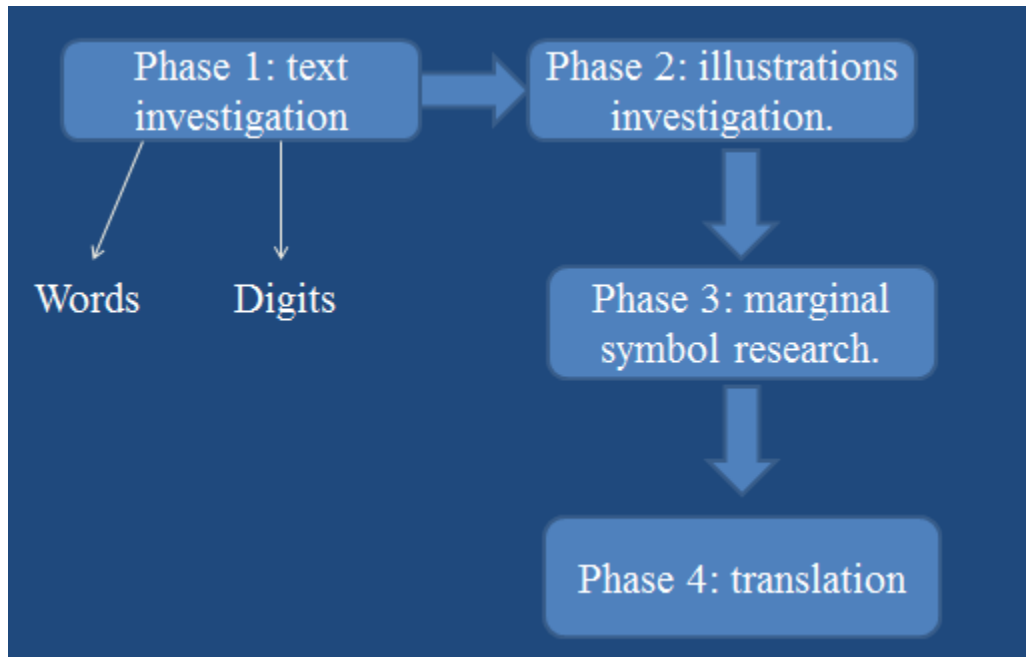 Phase 1: text
investigation
Phase 2: illustrations
investigation.
Words
Digits
Phase 3: marginal
symbol research.
Phase 4: translation